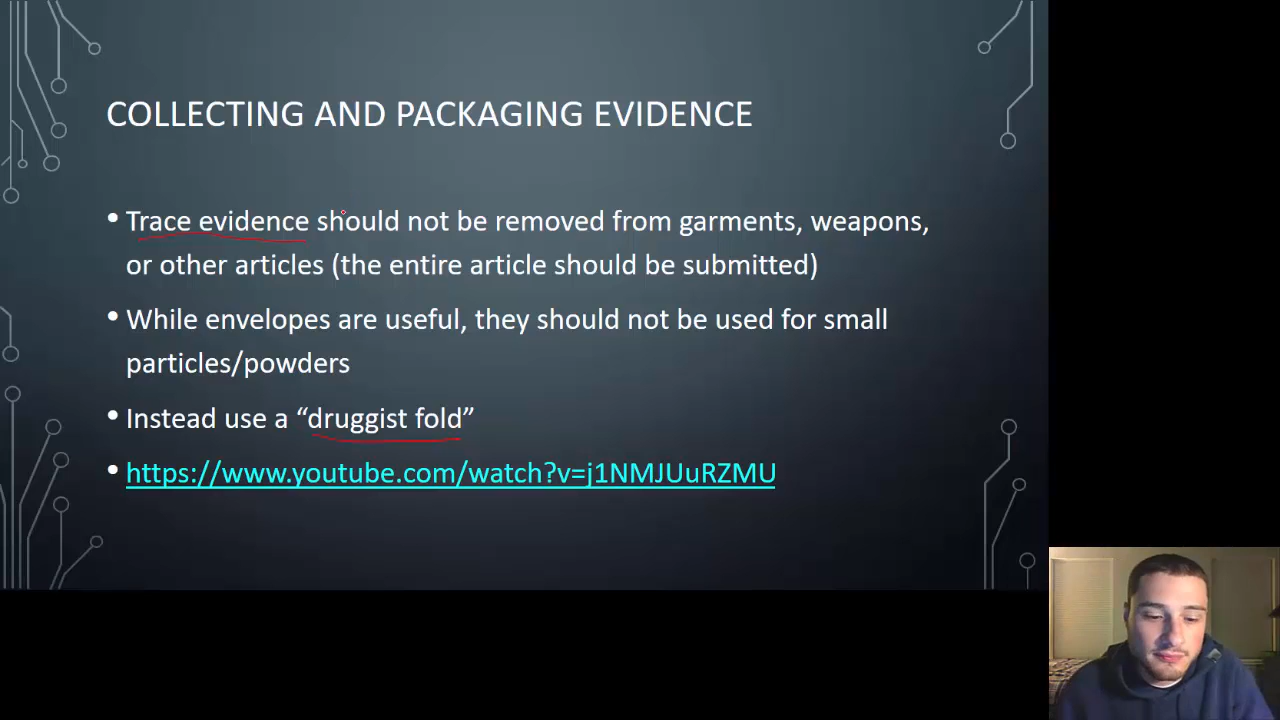 COLLECTING AND PACKAGING EVIDENCE
• Trace evidence should not be removed from garments, weapons,
or other articles (the entire article should be submitted)
• While envelopes are useful, they should not be used for small
particles/powders
• Instead use a “druggist fold”
• https://www.youtube.com/watch?v=j1NMJUuRZMU